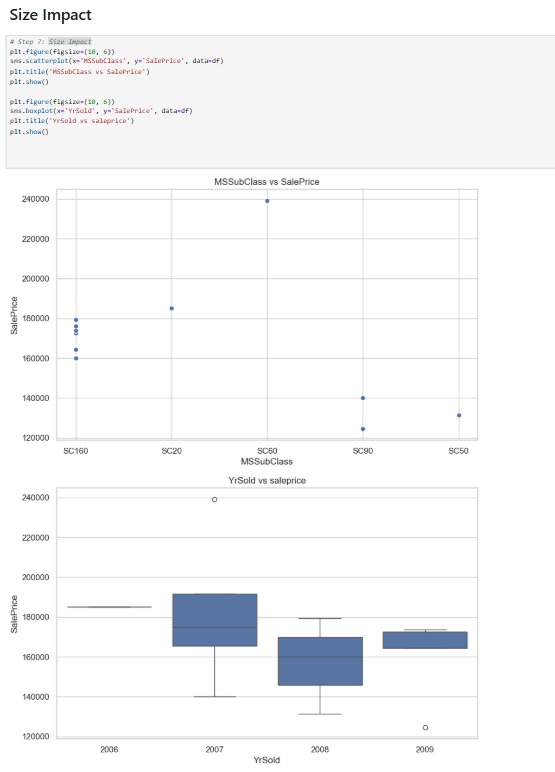 Size Impact
# Step 7: Size Impact
plt.figure(figsize=(10, 6))
sns.scatterplot(x='MSSubClass', y='SalePrice', data=df)
plt.title('MSSubClass vs SalePrice')
plt.show()
plt.figure(figsize=(10, 6))
sns.boxplot(x='YrSold', y='SalePrice', data=df)
plt.title('YrSold vs saleprice')
plt.show()
MSSubClass vs SalePrice
240000
220000
200000
180000
160000
140000
120000
SalePrice
SC160 SC20 SC60 SC90 SC50
MSSubClass
YrSold vs saleprice
240000
220000
200000
180000
160000
140000
120000
SalePrice
2006 2007 2008 2009
YrSold